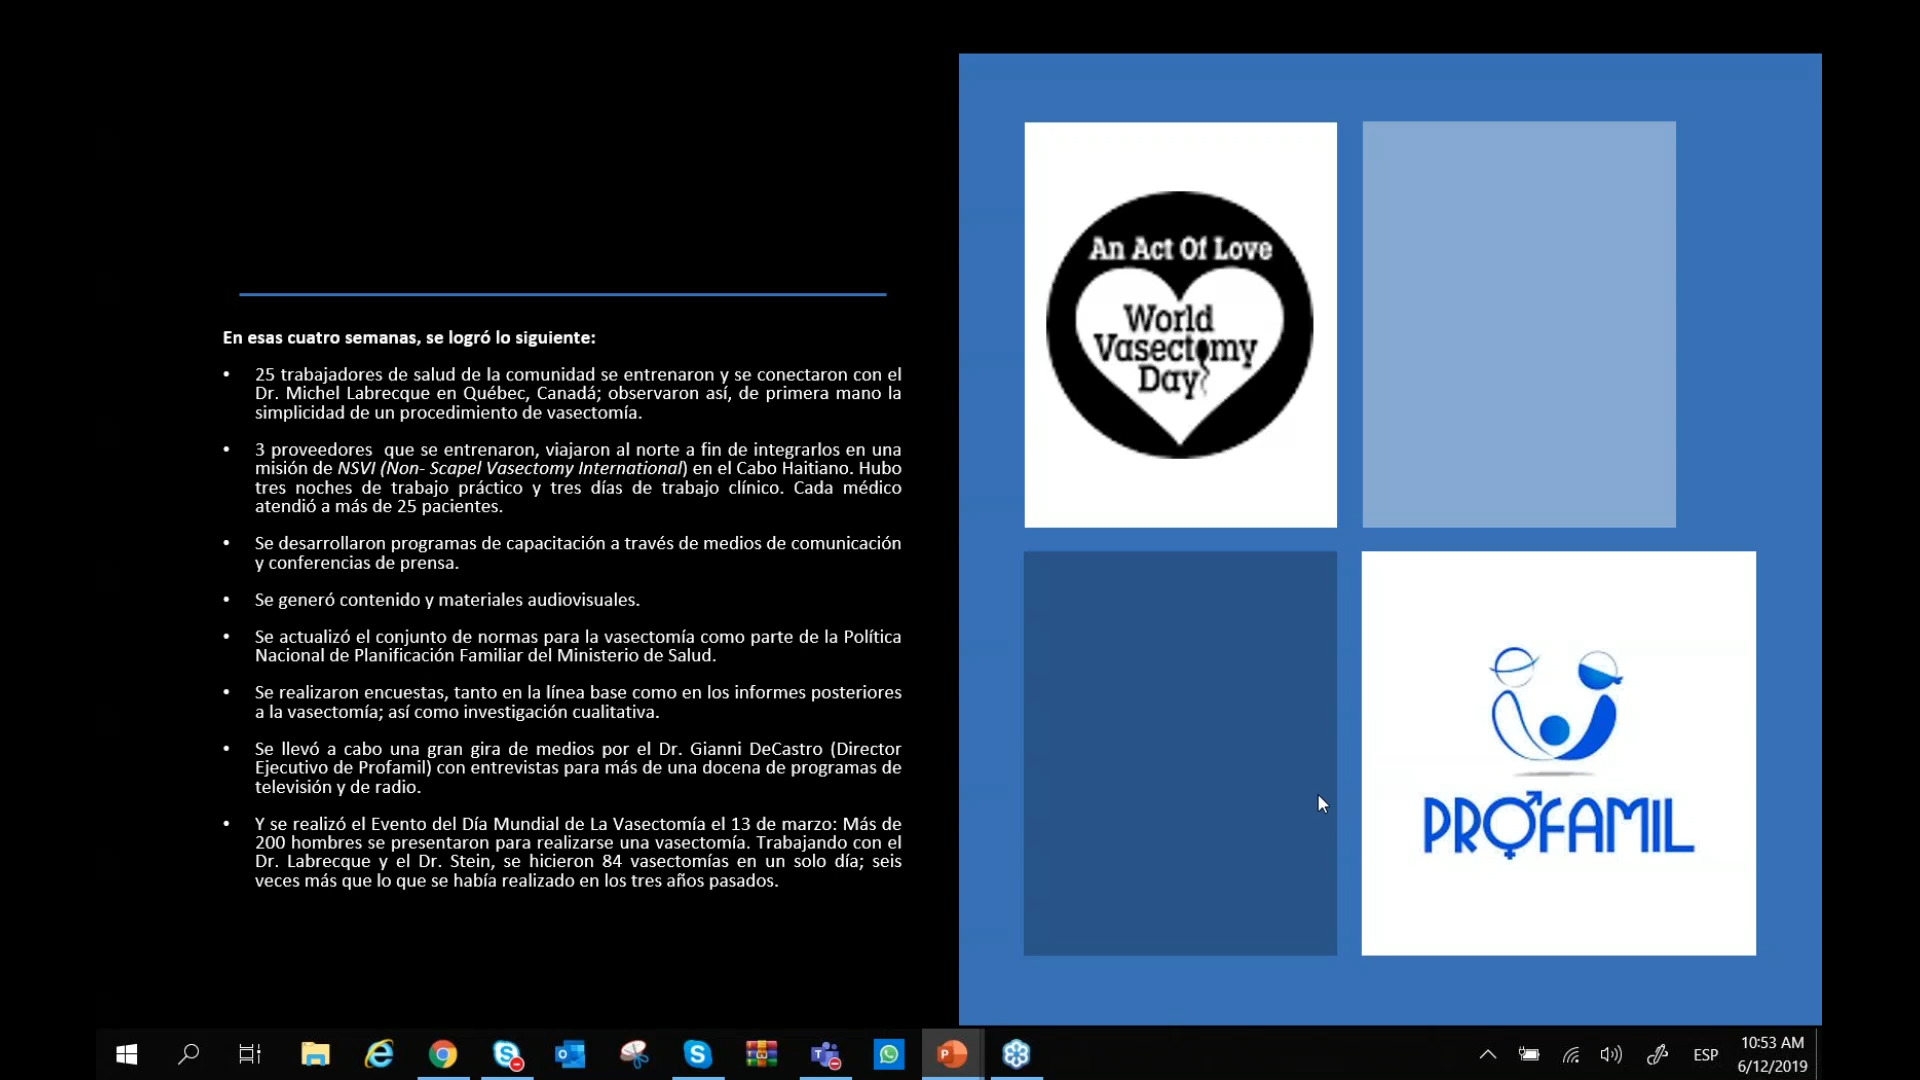 En esas cuatro semanas, se logró lo siguiente:
• 25 trabajadores de salud de la comunidad se entrenaron y se conectaron con el
Dr. Michel Labrecque en Québec, Canadá; observaron así, de primera mano la
simplicidad de un procedimiento de vasectomía.
• 3 proveedores que se entrenaron, viajaron al norte a fin de integrarlos en una
misión de NSVI (Non- Scapel Vasectomy International) en el Cabo Haitiano. Hubo
tres noches de trabajo práctico y tres días de trabajo clínico. Cada médico
atendió a más de 25 pacientes.
• Se desarrollaron programas de capacitación a través de medios de comunicación
y conferencias de prensa.
• Se generó contenido y materiales audiovisuales.
• Se actualizó el conjunto de normas para la vasectomía como parte de la Política
Nacional de Planificación Familiar del Ministerio de Salud.
• Se realizaron encuestas, tanto en la línea base como en los informes posteriores
a la vasectomía; así como investigación cualitativa.
• Se llevó a cabo una gran gira de medios por el Dr. Gianni DeCastro (Director
Ejecutivo de Profamil) con entrevistas para más de una docena de programas de
televisión y de radio.
• Y se realizó el Evento del Día Mundial de La Vasectomía el 13 de marzo: Más de
200 hombres se presentaron para realizarse una vasectomía. Trabajando con el
Dr. Labrecque y el Dr. Stein, se hicieron 84 vasectomías en un solo día; seis
veces más que lo que se había realizado en los tres años pasados.
An Act Of Love
World
Vasectomy
Day
PROFAMIL
ESP
10:53 AM
6/12/2019